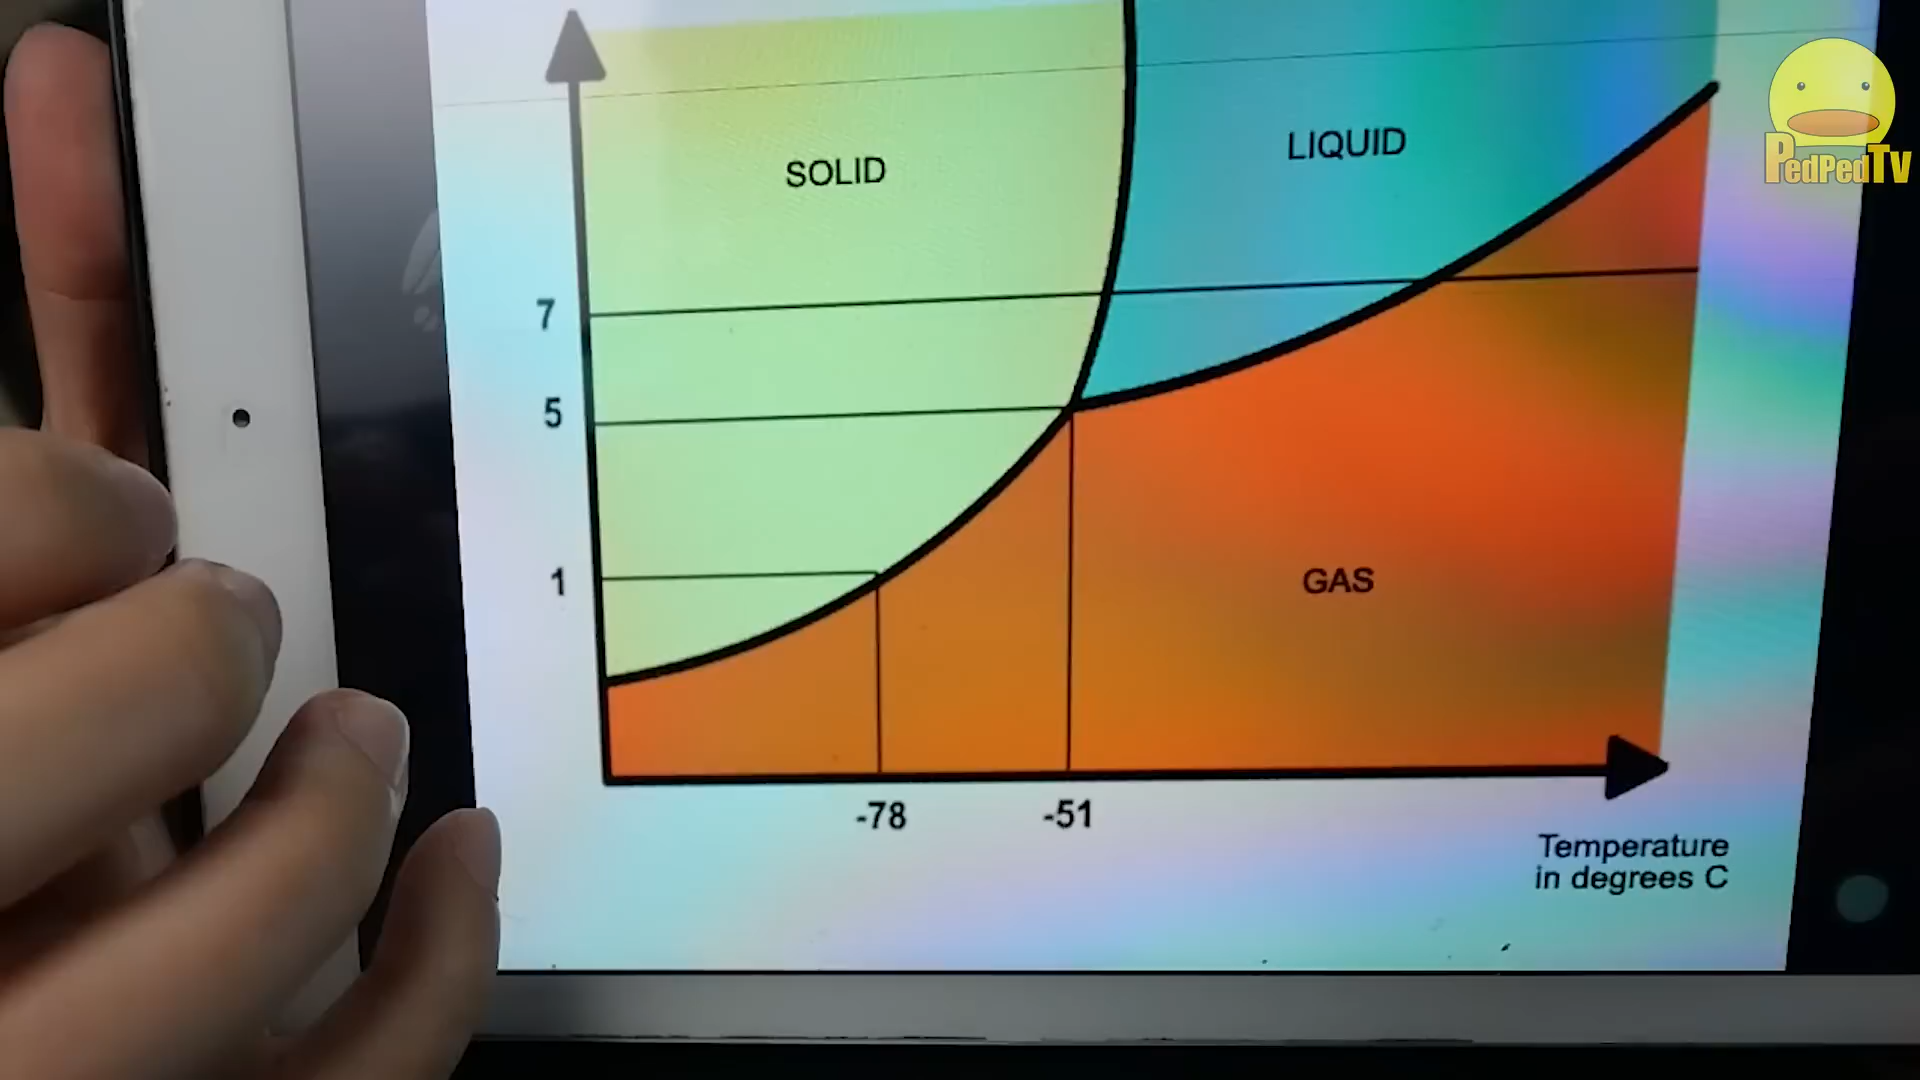 SOLID
LIQUID
PedPedTV
7
5
1
GAS
-78
-51
Temperature
in degrees C